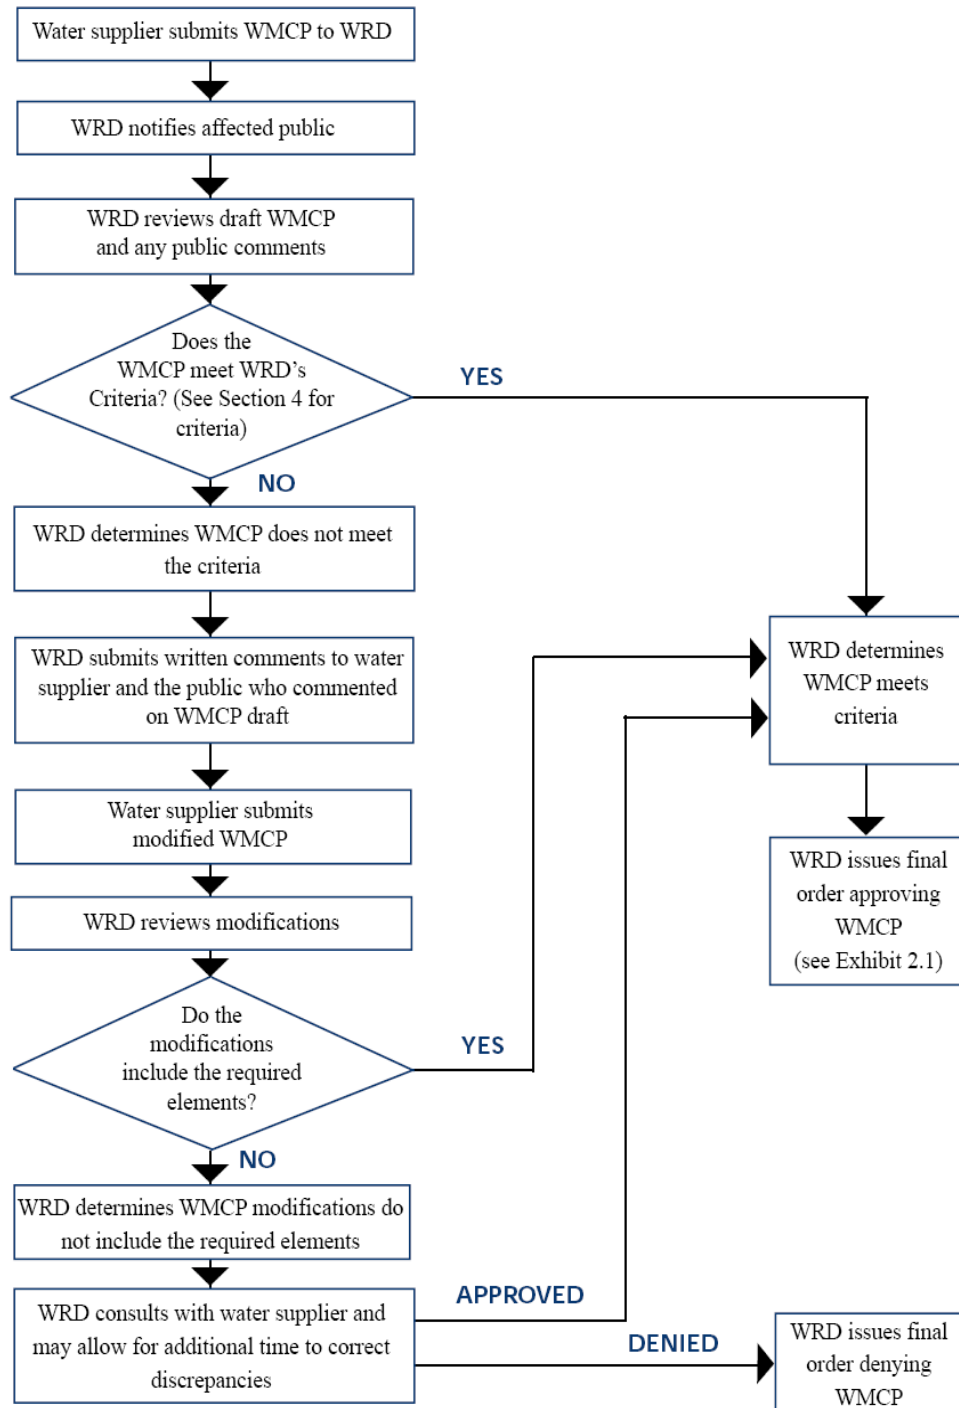 Water supplier submits WMCP to WRD
WRD notifies affected public
WRD reviews draft WMCP
and any public comments
Does the
WMCP meet WRD’s
Criteria? (See Section 4 for
criteria)
YES
NO
WRD determines WMCP does not meet
the criteria
WRD submits written comments to water
supplier and the public who commented
on WMCP draft
WRD determines
WMCP meets
criteria
Water supplier submits
modified WMCP
WRD issues final
order approving
WMCP
(see Exhibit 2.1)
WRD reviews modifications
Do the
modifications
include the required
elements?
YES
NO
WRD determines WMCP modifications do
not include the required elements
WRD consults with water supplier and
may allow for additional time to correct
discrepancies
APPROVED
DENIED
WRD issues final
order denying
WMCP